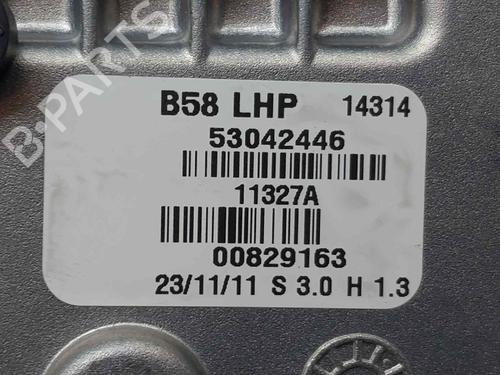 B58 LHP 14314
53042446
11327A
00829163
23/11/11 S 3.0 H 1.3
B-PARTS